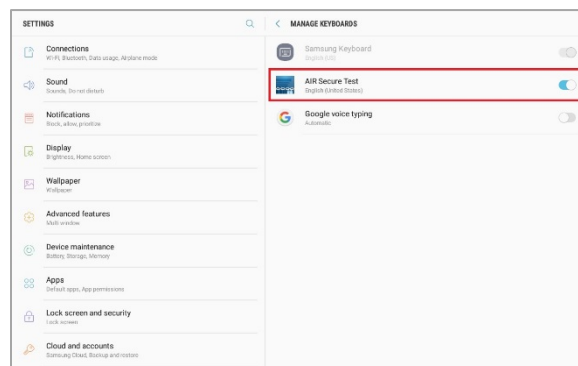 SETTINGS
Connections
Wi-Fi, Bluetooth, Data usage, Airplane mode
Sound
Sounds, Do not disturb
Notifications
Block, allow, prioritize
Display
Brightness, Home screen
Wallpaper
Wallpaper
Advanced features
Multi window
Device maintenance
Battery, Storage, Memory
Apps
Default apps, App permissions
Lock screen and security
Lock screen
Cloud and accounts
Samsung Cloud, Backup and restore
MANAGE KEYBOARDS
Samsung Keyboard
English (US)
AIR Secure Test
English (United States)
Google voice typing
Automatic